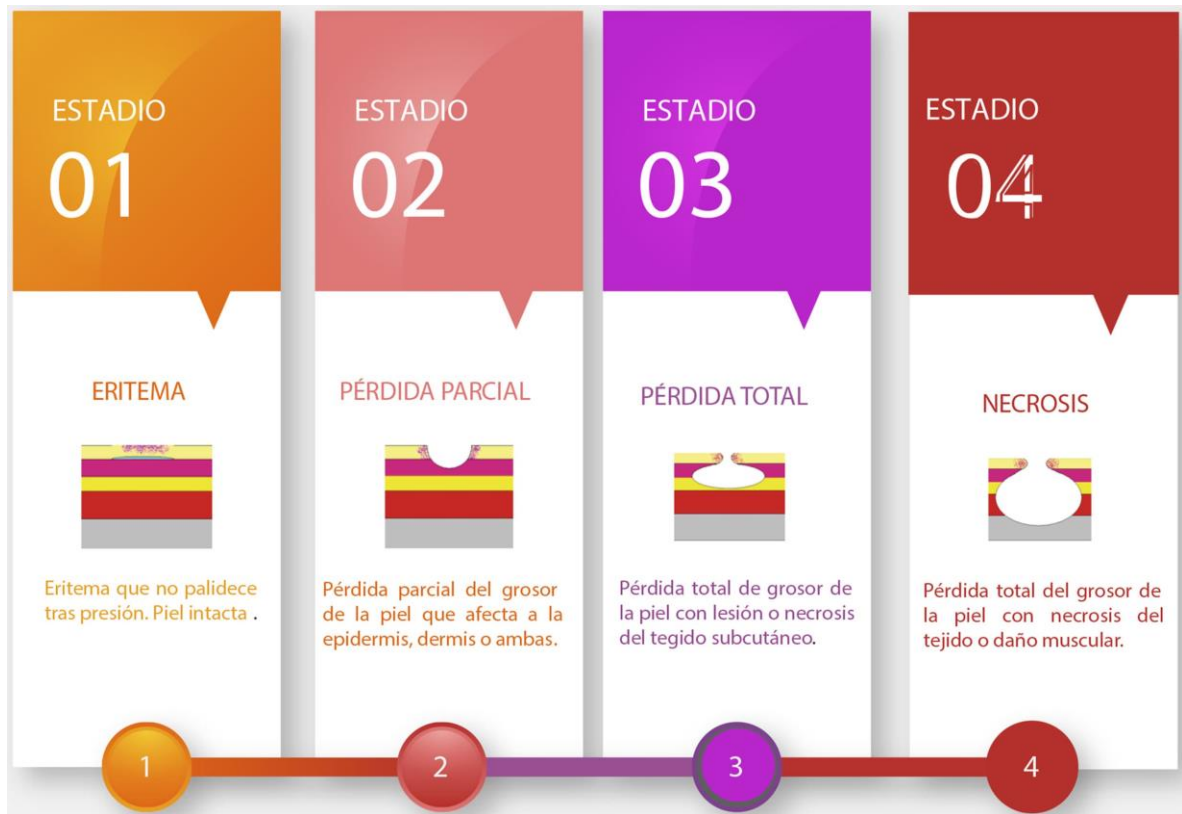 ESTADIO
01
ERITEMA
Eritema que no palidece
tras presión. Piel intacta .
1
ESTADIO
02
PÉRDIDA PARCIAL
Pérdida parcial del grosor
de la piel que afecta a la
epidermis, dermis o ambas.
2
ESTADIO
03
PÉRDIDA TOTAL
Pérdida total de grosor de
la piel con lesión o necrosis
del tegido subcutáneo.
3
ESTADIO
04
NECROSIS
Pérdida total del grosor de
la piel con necrosis del
tejido o daño muscular.
4